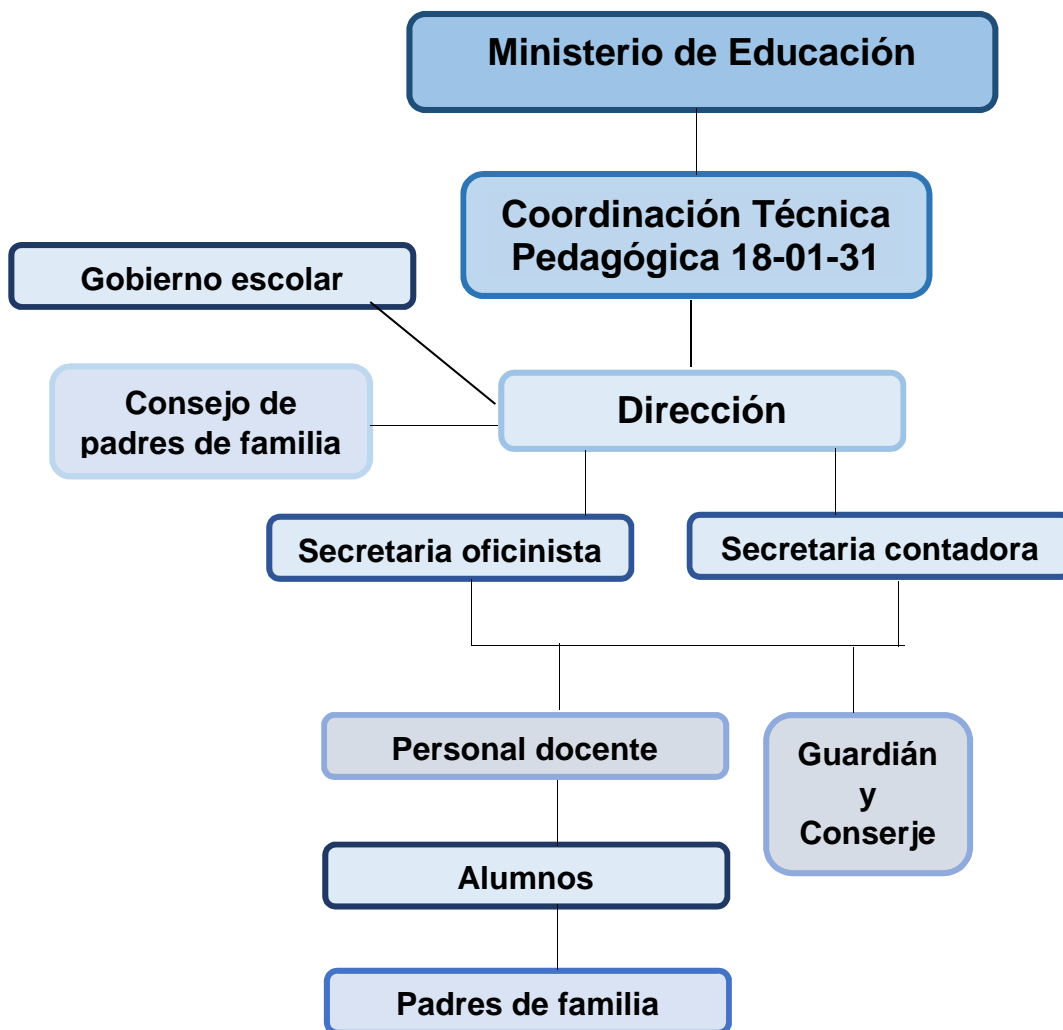 Ministerio de Educación
Coordinación Técnica
Pedagógica 18-01-31
Gobierno escolar
Consejo de
padres de familia
Dirección
Secretaria oficinista
Secretaria contadora
Personal docente
Guardián
y
Conserje
Alumnos
Padres de familia